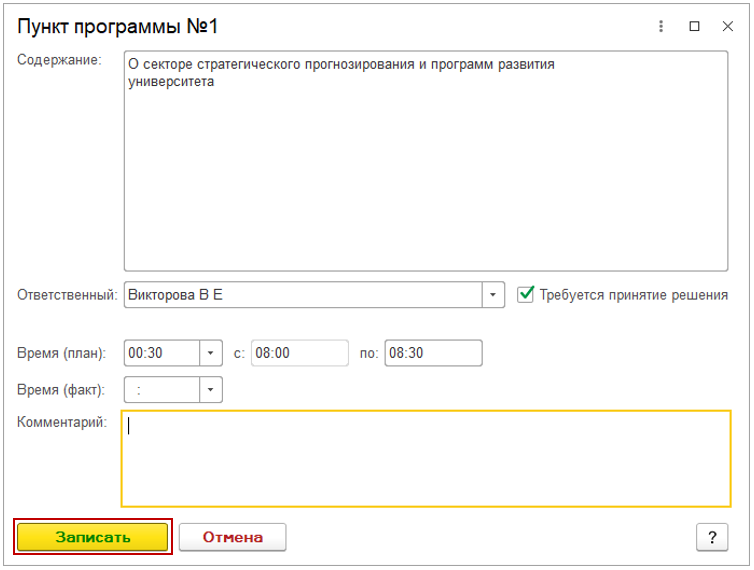 Пункт программы №1
Содержание:
О секторе стратегического прогнозирования и программ развития
университета
Ответственный: Викторова В Е Требуется принятие решения
Время (план): 00:30 с: 08:00 по: 08:30
Время (факт): :
Комментарий:
Записать Отмена ?